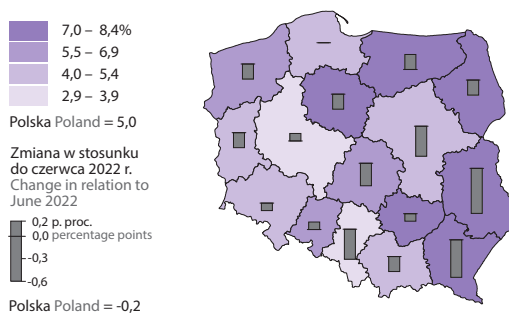 7,0 – 8,4%
5,5 – 6,9
4,0 – 5,4
2,9 – 3,9
Polska Poland = 5,0
Zmiana w stosunku
do czerwca 2022 r.
Change in relation to
June 2022
0,2 p. proc.
0,0 percentage points
-0,3
-0,6
Polska Poland = -0,2